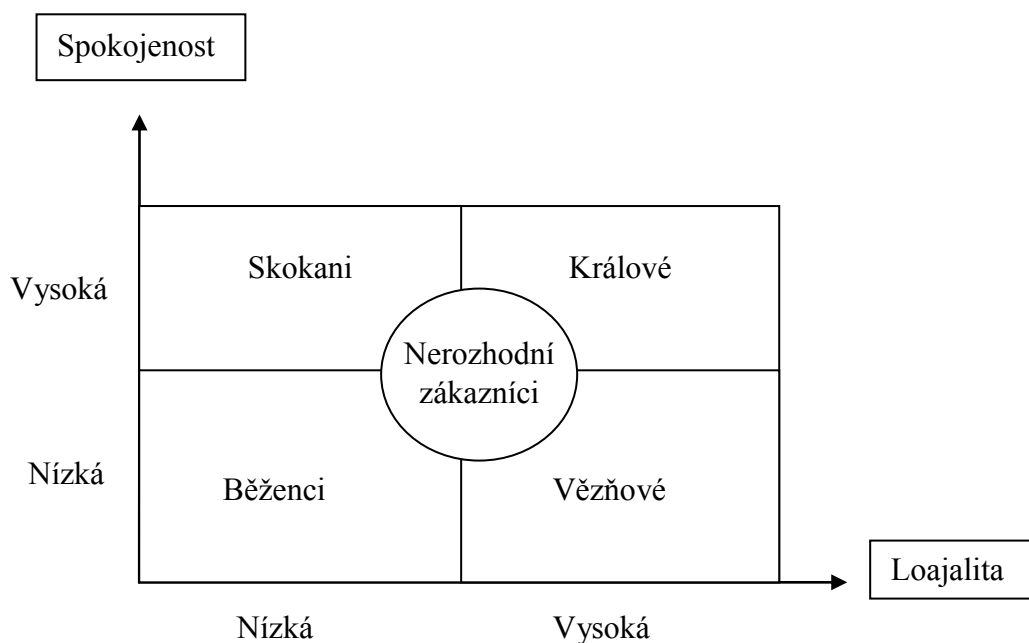 Spokojenost
Skokani
Králové
Vysoká
Nerozhodní
zákazníci
Nízká
Běženci
Vězňové
Loajalita
Nízká
Vysoká